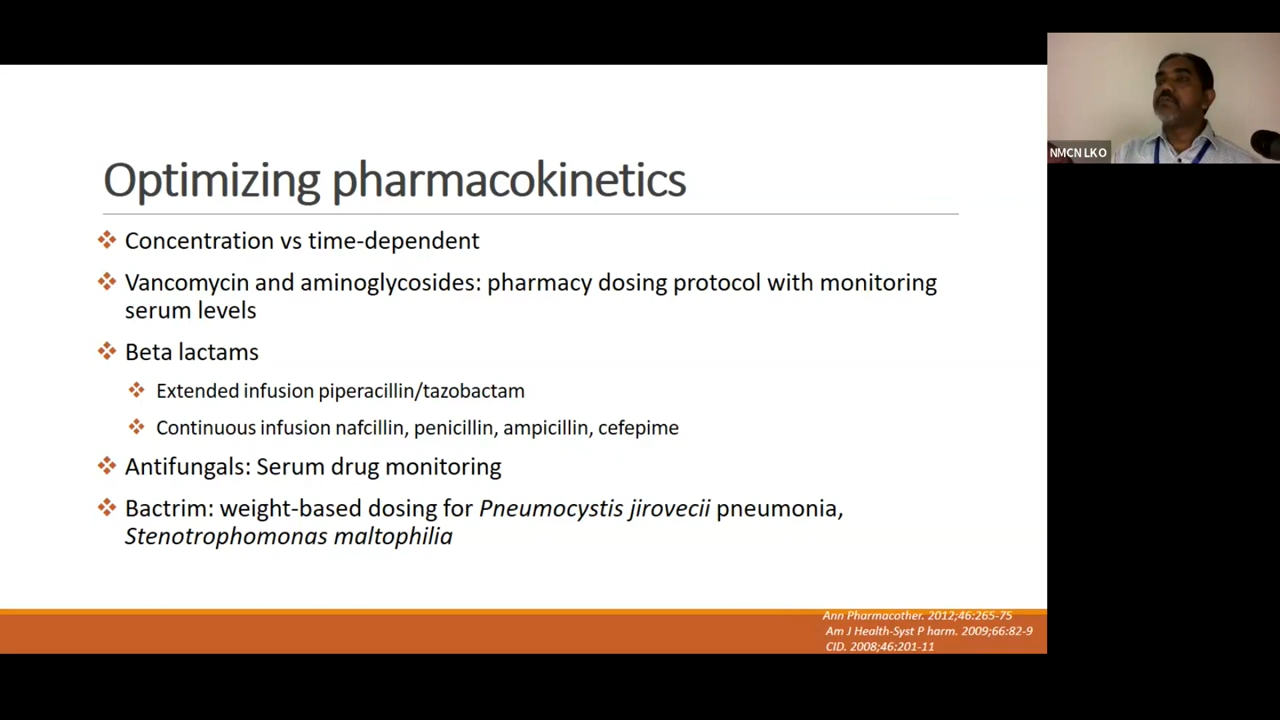 Optimizing pharmacokinetics
Concentration vs time-dependent
Vancomycin and aminoglycosides: pharmacy dosing protocol with monitoring
serum levels
Beta lactams
Extended infusion piperacillin/tazobactam
Continuous infusion nafcillin, penicillin, ampicillin, cefepime
Antifungals: Serum drug monitoring
Bactrim: weight-based dosing for Pneumocystis jirovecii pneumonia,
Stenotrophomonas maltophilia
Ann Pharmacother. 2012;46:265-75
Am J Health-Syst P harm. 2009;66:82-9
CID. 2008;46:201-11
NMCN LKO